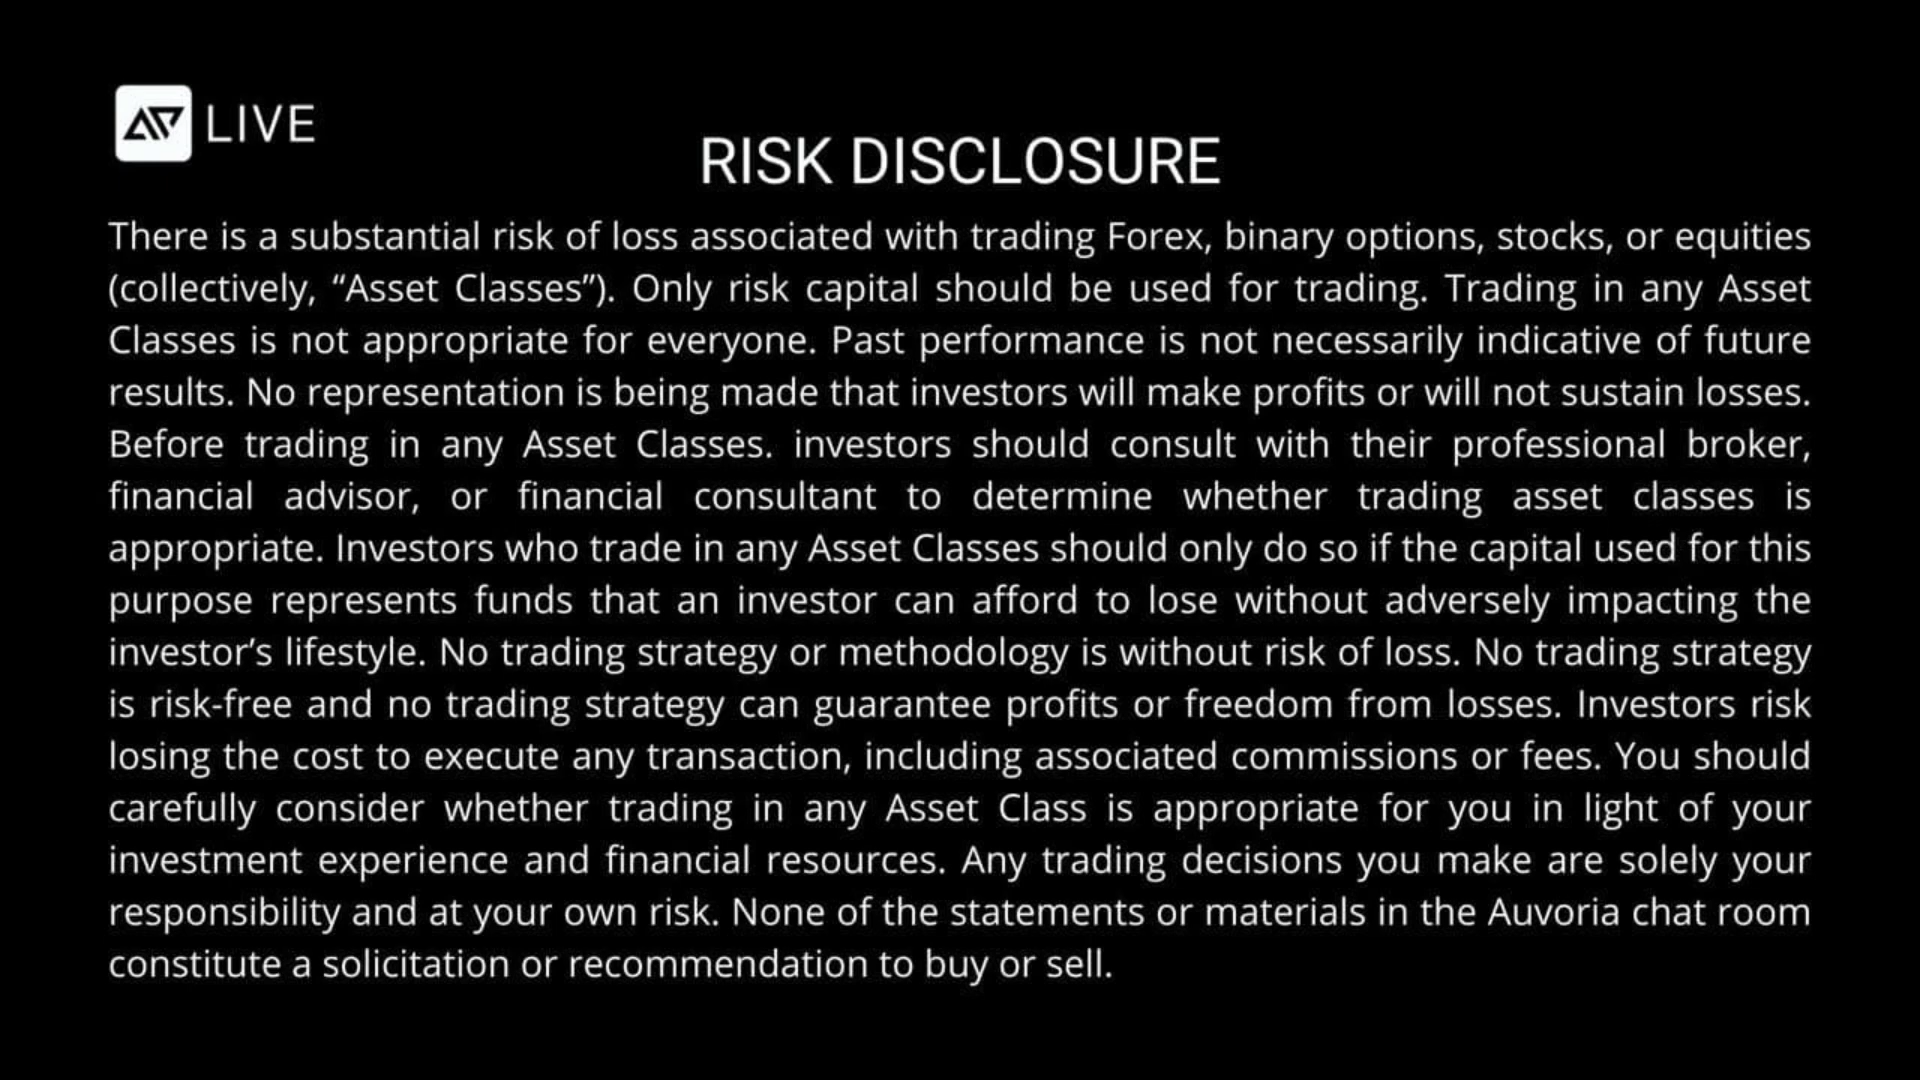 LIVE
RISK DISCLOSURE
There is a substantial risk of loss associated with trading Forex, binary options, stocks, or equities
(collectively, “Asset Classes”). Only risk capital should be used for trading. Trading in any Asset
Classes is not appropriate for everyone. Past performance is not necessarily indicative of future
results. No representation is being made that investors will make profits or will not sustain losses.
Before trading in any Asset Classes. investors should consult with their professional broker,
financial advisor, or financial consultant to determine whether trading asset classes is
appropriate. Investors who trade in any Asset Classes should only do so if the capital used for this
purpose represents funds that an investor can afford to lose without adversely impacting the
investor’s lifestyle. No trading strategy or methodology is without risk of loss. No trading strategy
is risk-free and no trading strategy can guarantee profits or freedom from losses. Investors risk
losing the cost to execute any transaction, including associated commissions or fees. You should
carefully consider whether trading in any Asset Class is appropriate for you in light of your
investment experience and financial resources. Any trading decisions you make are solely your
responsibility and at your own risk. None of the statements or materials in the Auvoria chat room
constitute a solicitation or recommendation to buy or sell.